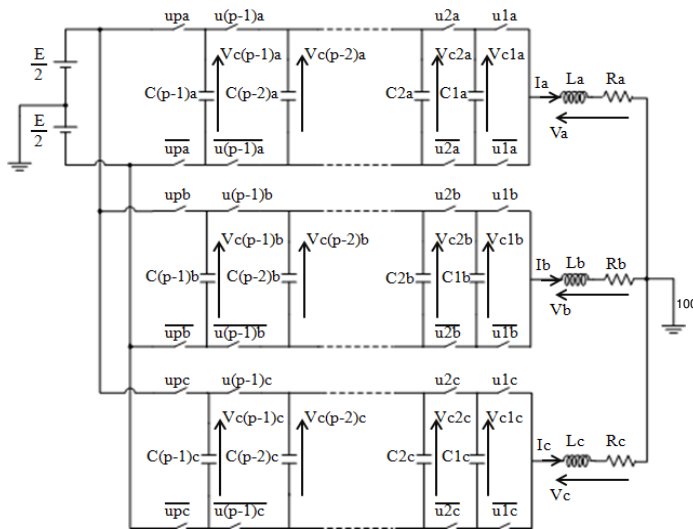 upa u(p-1)a u2a u1a
E
2
Vc(p-1)a Vc(p-2)a Vc2a Vc1a
C(p-1)a C(p-2)a C2a C1a
Ia La Ra
E
2
Va
upa u(p-1)a u2a u1a
upb u(p-1)b u2b u1b
Vc(p-1)b Vc(p-2)b Vc2b Vc1b
C(p-1)b C(p-2)b C2b C1b
Ib Lb Rb
Vb
100
upb u(p-1)b u2b u1b
upc u(p-1)c u2c u1c
Vc(p-1)c Vc(p-2)c Vc2c Vc1c
C(p-1)c C(p-2)c C2c C1c
Ic Lc Rc
Vc
upc u(p-1)c u2c u1c